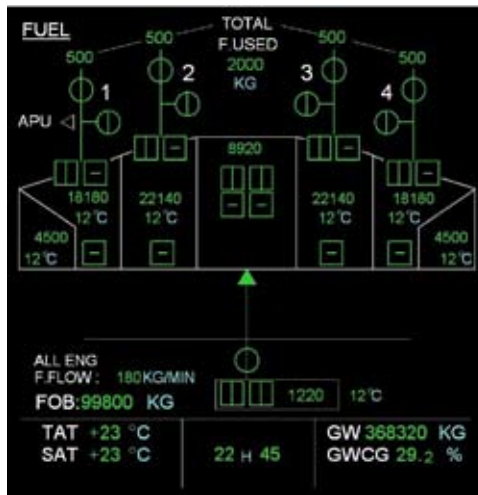 FUEL
TOTAL
F.USED
2000
KG
500 500 500 500
1 2 3 4
APU
8920
18180 22140 22140 18180
12°C 12°C 12°C 12°C
4500 4500
12°C 12°C
ALL ENG
F.FLOW: 180 KG/MIN
FOB: 99800 KG
1220 12°C
TAT +23 °C
SAT +23 °C
22 H 45
GW 368320 KG
GWCG 29.2 %